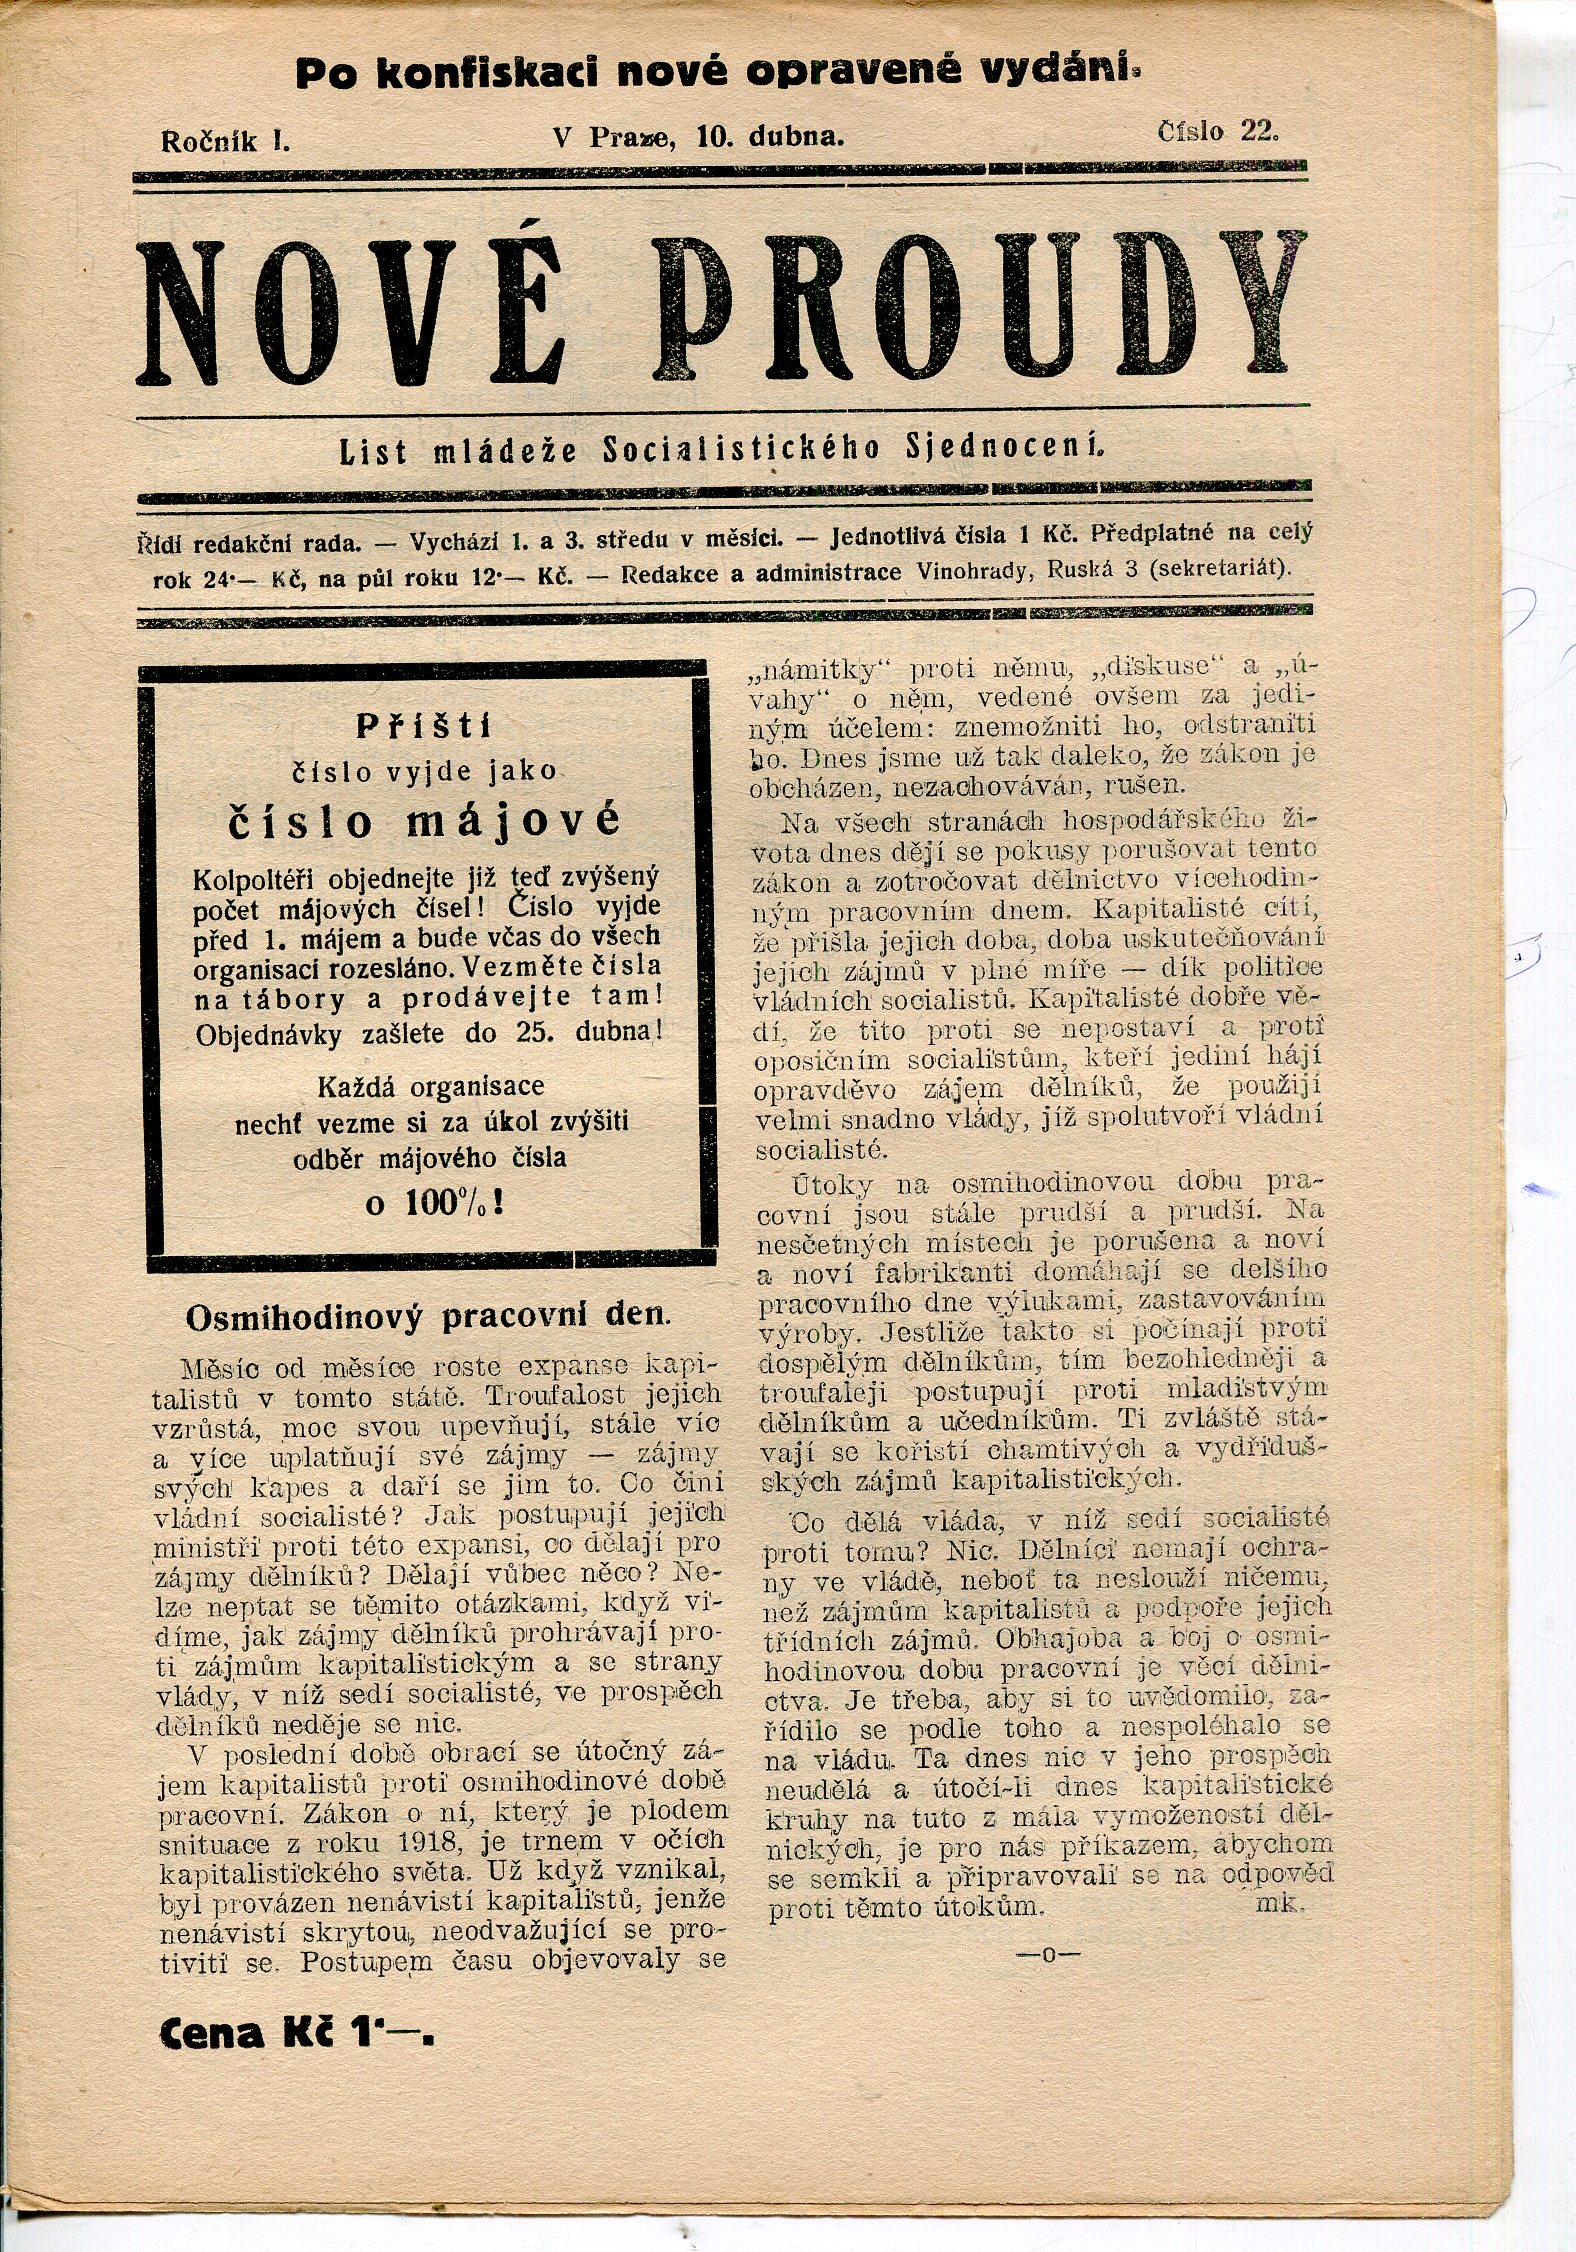 Po konfiskaci nové opravené vydání.
Ročník I.
V Praze, 10. dubna.
Číslo 22.
NOVÉ PROUDY
List mládeže Socialistického Sjednocení.
Řídí redakční rada. — Vychází 1. a 3. středu v měsíci. — Jednotlivá čísla 1 Kč. Předplatné na celý
rok 24·— Kč, na půl roku 12·— Kč. — Redakce a administrace Vinohrady, Ruská 3 (sekretariát).
Příští
číslo vyjde jako
číslo májové
Kolpoltéři objednejte již teď zvýšený
počet májových čísel! Číslo vyjde
před 1. májem a bude včas do všech
organisací rozesláno. Vezměte čísla
na tábory a prodávejte tam!
Objednávky zašlete do 25. dubna!
Každá organisace
nechť vezme si za úkol zvýšiti
odběr májového čísla
o 100%!
Osmihodinový pracovní den.
Měsíc od měsíce roste expanse kapi-
talistů v tomto státě. Troufalost jejich
vzrůstá, moc svou upevňují, stále víc
a více uplatňují své zájmy — zájmy
svých kapes a daří se jim to. Co činí
vládní socialisté? Jak postupují jejich
ministři proti této expansi, co dělají pro
zájmy dělníků? Dělají vůbec něco? Ne-
lze neptat se těmito otázkami, když vi-
díme, jak zájmy dělníků prohrávají pro-
ti zájmům kapitalistickým a se strany
vlády, v níž sedí socialisté, ve prospěch
dělníků neděje se nic.
V poslední době obrací se útočný zá-
jem kapitalistů proti osmihodinové době
pracovní. Zákon o ní, který je plodem
snituace z roku 1918, je trnem v očích
kapitalistického světa. Už když vznikal,
byl provázen nenávistí kapitalistů, jenže
nenávistí skrytou, neodvažující se pro-
tiviti se. Postupem času objevovaly se
„námitky“ proti němu, „diskuse“ a „ú-
vahy“ o něm, vedené ovšem za jedi-
ným účelem: znemožniti ho, odstraniti
ho. Dnes jsme už tak daleko, že zákon je
obcházen, nezachováván, rušen.
Na všech stranách hospodářského ži-
vota dnes dějí se pokusy porušovat tento
zákon a zotročovat dělnictvo vícehodin-
ným pracovním dnem. Kapitalisté cítí,
že přišla jejich doba, doba uskutečňování
jejich zájmů v plné míře — dík politice
vládních socialistů. Kapitalisté dobře vě-
dí, že tito proti se nepostaví a proti
oposičním socialistům, kteří jediní hájí
opravděvo zájem dělníků, že použijí
velmi snadno vlády, jíž spolutvoří vládní
socialisté.
Útoky na osmihodinovou dobu pra-
covní jsou stále prudší a prudší. Na
nesčetných místech je porušena a noví
a noví fabrikanti domáhají se delšího
pracovního dne výlukami, zastavováním
výroby. Jestliže takto si počínají proti
dospělým dělníkům, tím bezohledněji a
troufaleji postupují proti mladistvým
dělníkům a učedníkům. Ti zvláště stá-
vají se kořistí chamtivých a vydřiduš-
ských zájmů kapitalistických.
Co dělá vláda, v níž sedí socialisté
proti tomu? Nic. Dělníci nemají ochra-
ny ve vládě, neboť ta neslouží ničemu,
než zájmům kapitalistů a podpoře jejich
třídních zájmů. Obhajoba a boj o osmi-
hodinovou dobu pracovní je věcí dělni-
ctva. Je třeba, aby si to uvědomilo, za-
řídilo se podle toho a nespoléhalo se
na vládu. Ta dnes nic v jeho prospěch
neudělá a útočí-li dnes kapitalistické
kruhy na tuto z mála vymožeností děl-
nických, je pro nás příkazem, abychom
se semkli a připravovali se na odpověď
proti těmto útokům. mk.
—o—
Cena Kč 1·—.